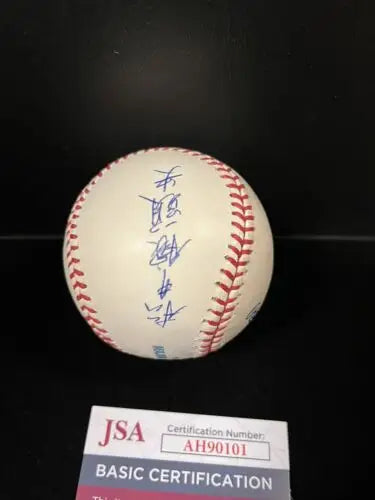 松井稼頭央
JSA
Certification Number:
AH90101
BASIC CERTIFICATION